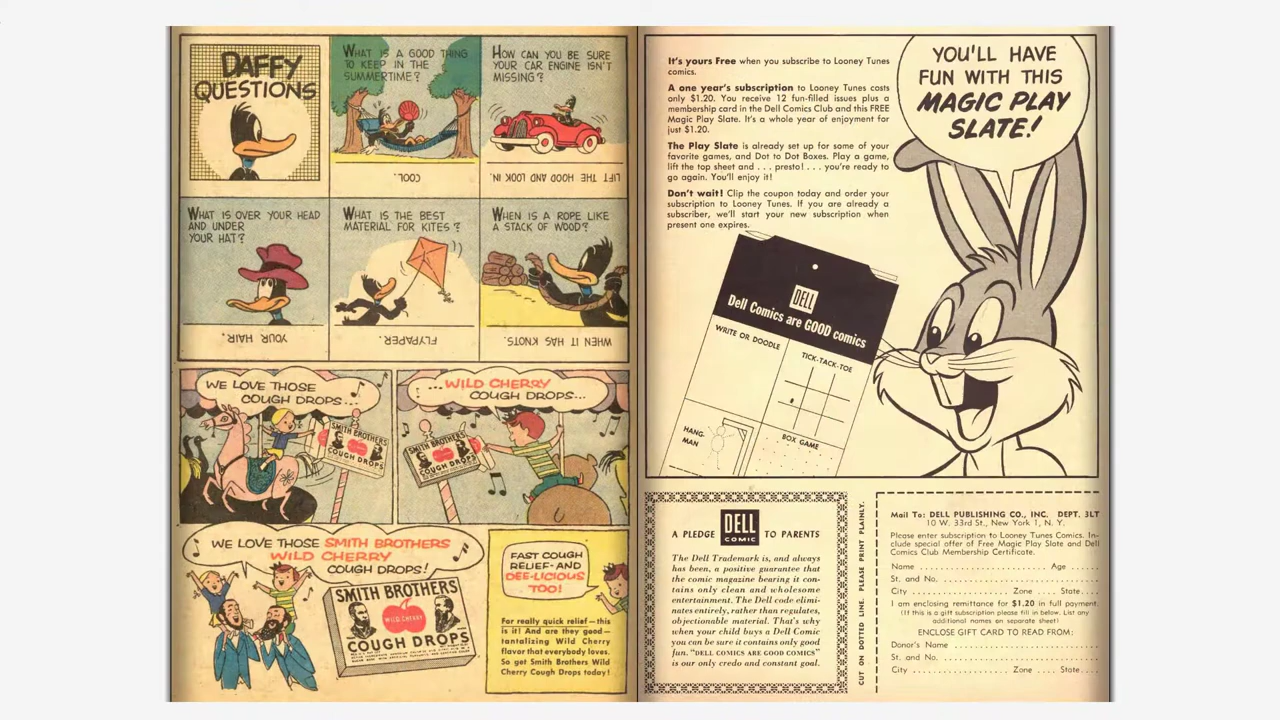 DAFFY
QUESTIONS
WHAT IS A GOOD THING
TO KEEP IN THE
SUMMERTIME?
COOL.
HOW CAN YOU BE SURE
YOUR CAR ENGINE ISN'T
MISSING?
LIFT THE HOOD AND LOOK IN.
WHAT IS OVER YOUR HEAD
AND UNDER
YOUR HAT?
YOUR HAIR.
WHAT IS THE BEST
MATERIAL FOR KITES?
FLYPAPER.
WHEN IS A ROPE LIKE
A STACK OF WOOD?
WHEN IT HAS KNOTS.
WE LOVE THOSE
COUGH DROPS...
SMITH BROTHERS
COUGH DROPS
...WILD CHERRY
COUGH DROPS...
SMITH BROTHERS
COUGH DROPS
WE LOVE THOSE SMITH BROTHERS
WILD CHERRY
COUGH DROPS!
SMITH BROTHERS
WILD CHERRY
COUGH DROPS
FAST COUGH
RELIEF-AND
DEE-LICIOUS
TOO!
For really quick relief—this
is it! And are they good—
tantalizing Wild Cherry
flavor that everybody loves.
So get Smith Brothers Wild
Cherry Cough Drops today!
It's yours Free when you subscribe to Looney Tunes
comics.
A one year's subscription to Looney Tunes costs
only $1.20. You receive 12 fun-filled issues plus a
membership card in the Dell Comics Club and this FREE
Magic Play Slate. It's a whole year of enjoyment for
just $1.20.
The Play Slate is already set up for some of your
favorite games, and Dot to Dot Boxes. Play a game,
lift the top sheet and . . . presto! . . . you're ready to
go again. You'll enjoy it!
Don't wait! Clip the coupon today and order your
subscription to Looney Tunes. If you are already a
subscriber, we'll start your new subscription when
present one expires.
YOU'LL HAVE
FUN WITH THIS
MAGIC PLAY
SLATE!
DELL
Dell Comics are GOOD comics
WRITE OR DOODLE
TICK-TACK-TOE
HANG-
MAN
BOX GAME
A PLEDGE DELL COMIC TO PARENTS
The Dell Trademark is, and always
has been, a positive guarantee that
the comic magazine bearing it con-
tains only clean and wholesome
entertainment. The Dell code elimi-
nates entirely, rather than regulates,
objectionable material. That's why
when your child buys a Dell Comic
you can be sure it contains only good
fun. "DELL COMICS ARE GOOD COMICS"
is our only credo and constant goal.
CUT ON DOTTED LINE. PLEASE PRINT PLAINLY.
Mail To: DELL PUBLISHING CO., INC. DEPT. 3LT
10 W. 33rd St., New York 1, N. Y.
Please enter subscription to Looney Tunes Comics. In-
clude special offer of Free Magic Play Slate and Dell
Comics Club Membership Certificate.
Name . . . . . . . . . . . . . . . . . . . . Age . . . . .
St. and No. . . . . . . . . . . . . . . . . . . . . . . .
City . . . . . . . . . . . . . . . Zone . . . . State . . . .
I am enclosing remittance for $1.20 in full payment.
(If this is a gift subscription please fill in below. List any
additional names on separate sheet)
ENCLOSE GIFT CARD TO READ FROM:
Donor's Name . . . . . . . . . . . . . . . . . . . . . .
St. and No. . . . . . . . . . . . . . . . . . . . . . . .
City . . . . . . . . . . . . . . . Zone . . . . State . . . .